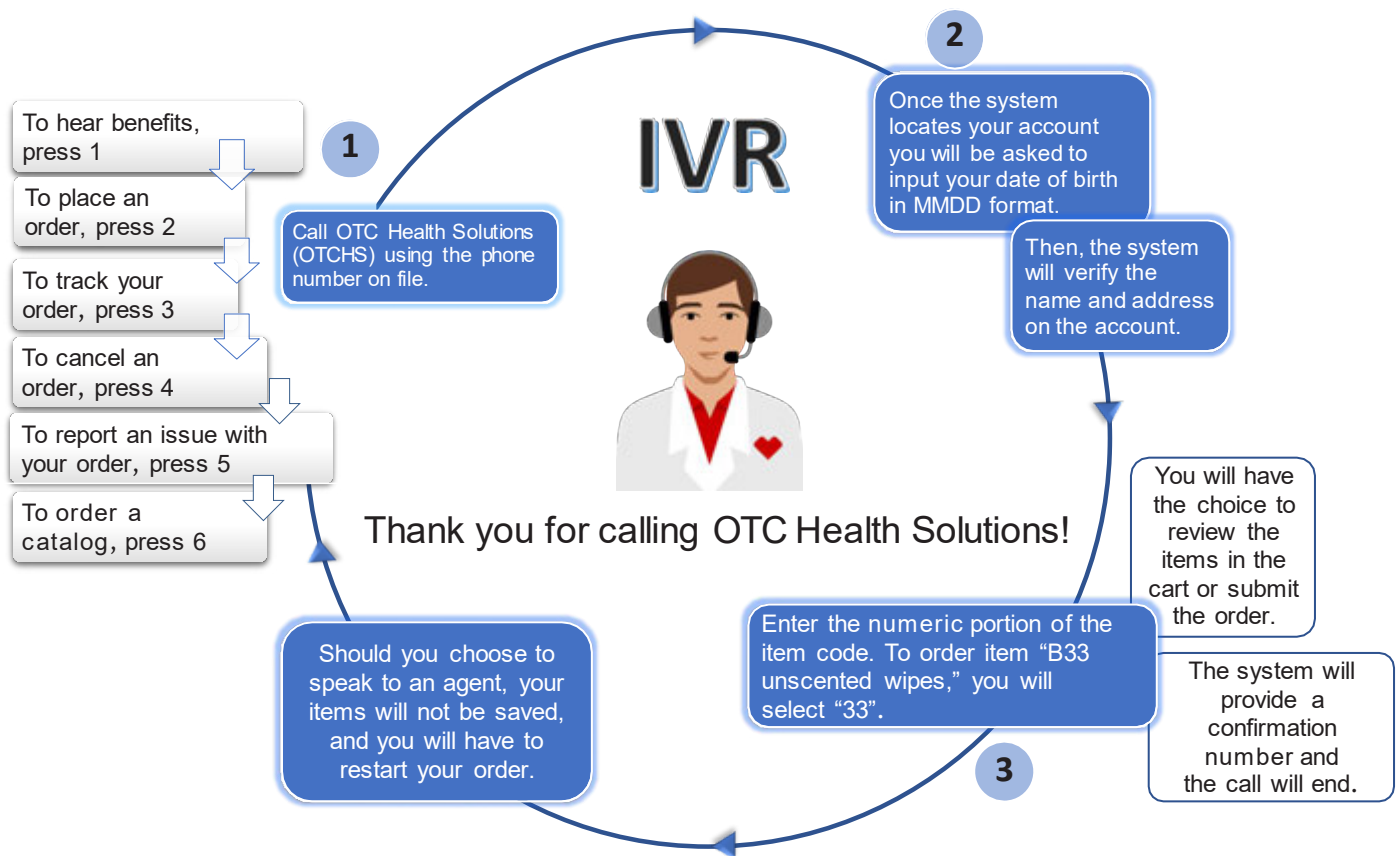 IVR
1
Call OTC Health Solutions
(OTCHS) using the phone
number on file.
To hear benefits,
press 1
To place an
order, press 2
To track your
order, press 3
To cancel an
order, press 4
To report an issue with
your order, press 5
To order a
catalog, press 6
2
Once the system
locates your account
you will be asked to
input your date of birth
in MMDD format.
Then, the system
will verify the
name and address
on the account.
3
Enter the numeric portion of the
item code. To order item “B33
unscented wipes,” you will
select “33”.
You will have
the choice to
review the
items in the
cart or submit
the order.
The system will
provide a
confirmation
number and
the call will end.
Should you choose to
speak to an agent, your
items will not be saved,
and you will have to
restart your order.
Thank you for calling OTC Health Solutions!